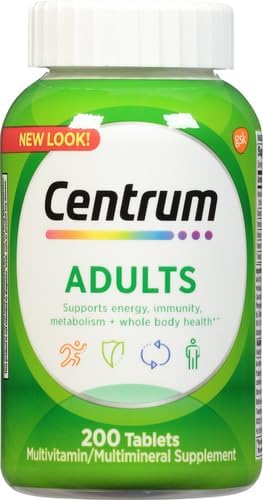 NEW LOOK!
gsk
Centrum
ADULTS
Supports energy, immunity,
metabolism + whole body health*^
200 Tablets
Multivitamin/Multimineral Supplement